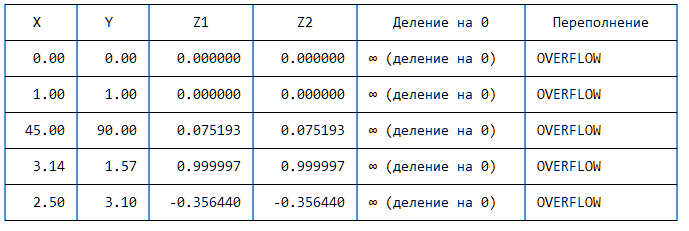 X Y Z1 Z2 Деление на 0 Переполнение
0.00 0.00 0.000000 0.000000 ∞ (деление на 0) OVERFLOW
1.00 1.00 0.000000 0.000000 ∞ (деление на 0) OVERFLOW
45.00 90.00 0.075193 0.075193 ∞ (деление на 0) OVERFLOW
3.14 1.57 0.999997 0.999997 ∞ (деление на 0) OVERFLOW
2.50 3.10 -0.356440 -0.356440 ∞ (деление на 0) OVERFLOW